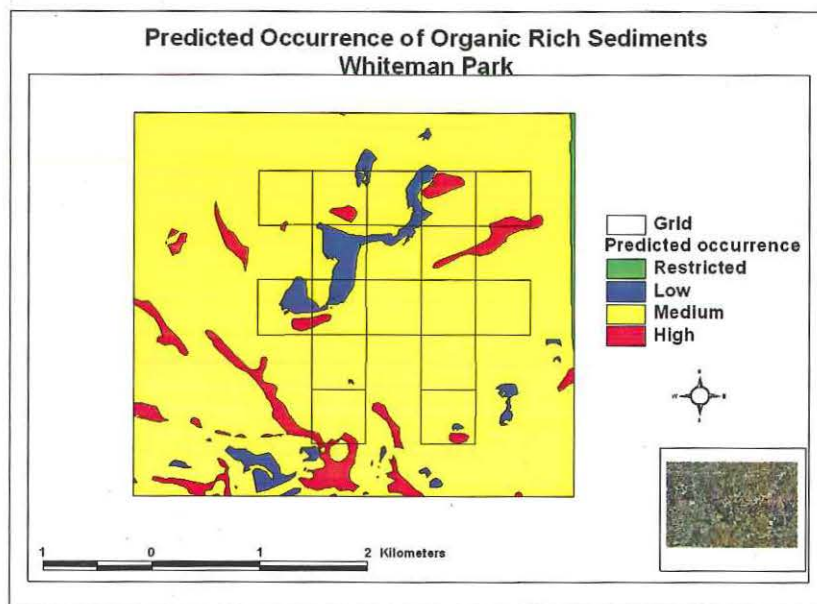 Predicted Occurrence of Organic Rich Sediments
Whiteman Park
Grid
Predicted occurrence
Restricted
Low
Medium
High
1 0 1 2 Kilometers